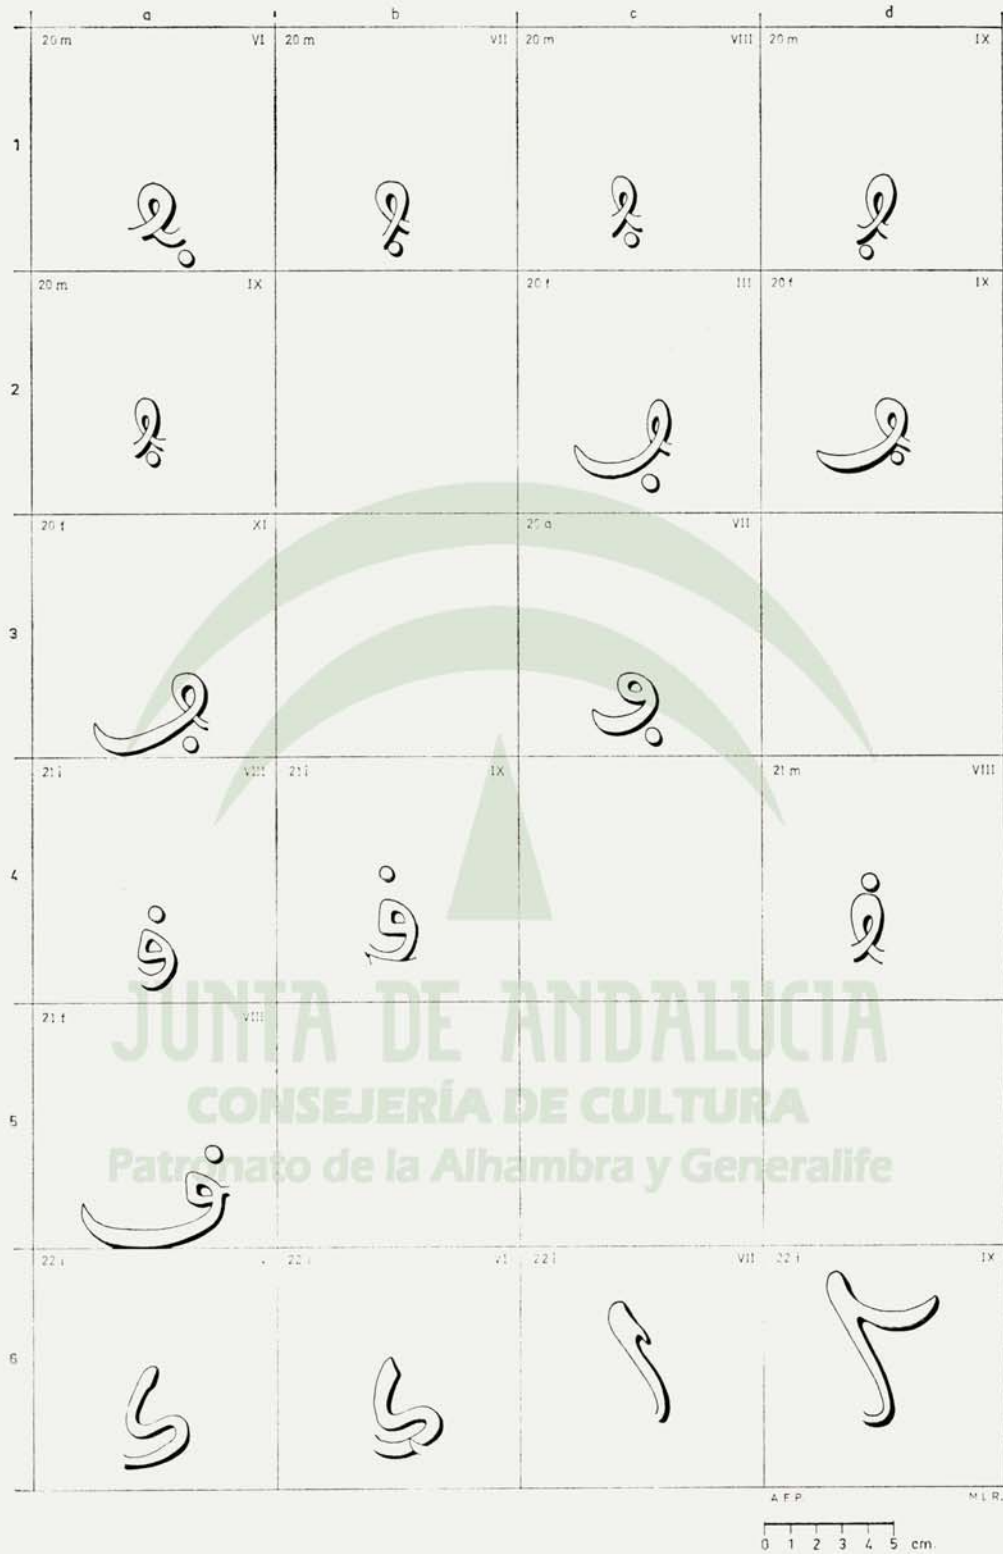 a b c d
20 m VI 20 m VII 20 m VIII 20 m IX
1
20 m IX 20 f III 20 f IX
2
20 f XI 20 a VII
3
21 i VIII 21 i IX 21 m VIII
4
21 f VIII
JUNTA DE ANDALUCIA
CONSEJERÍA DE CULTURA
5
Patronato de la Alhambra y Generalife
22 i 22 i VI 22 i VII 22 f IX
6
A.F.P. M.L.R.
0 1 2 3 4 5 cm.